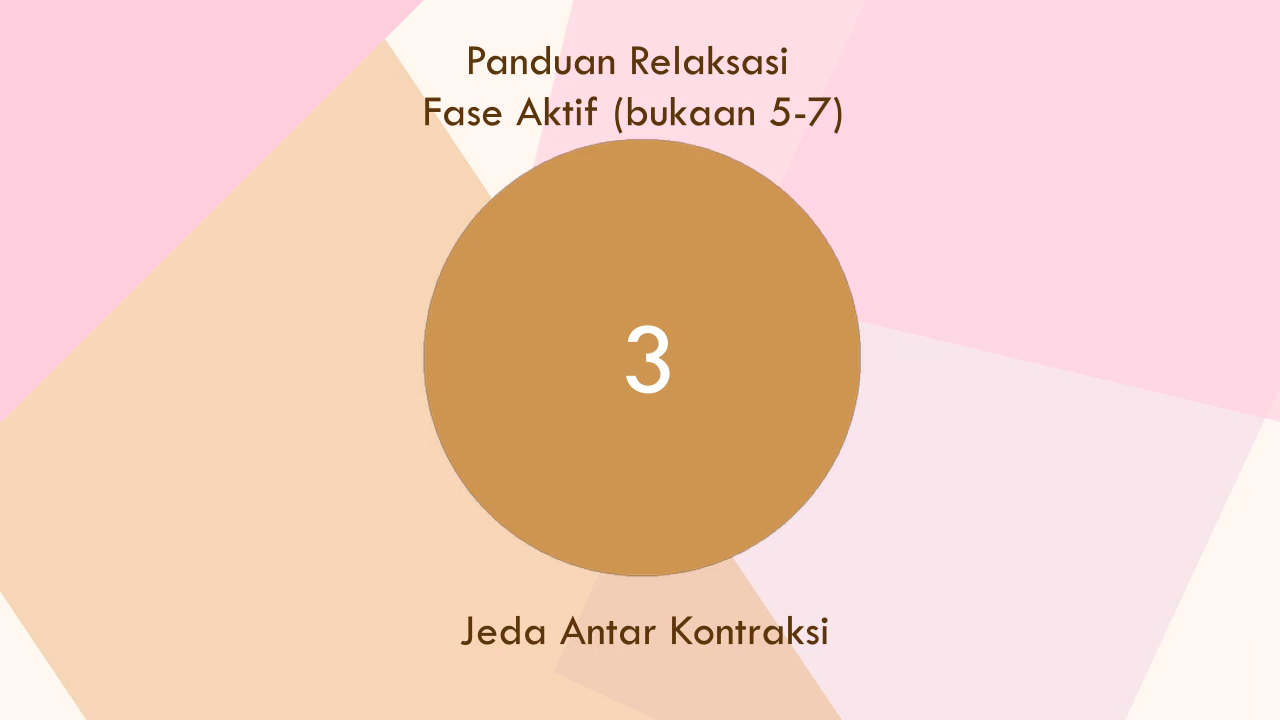 Panduan Relaksasi
Fase Aktif (bukaan 5-7)
3
Jeda Antar Kontraksi